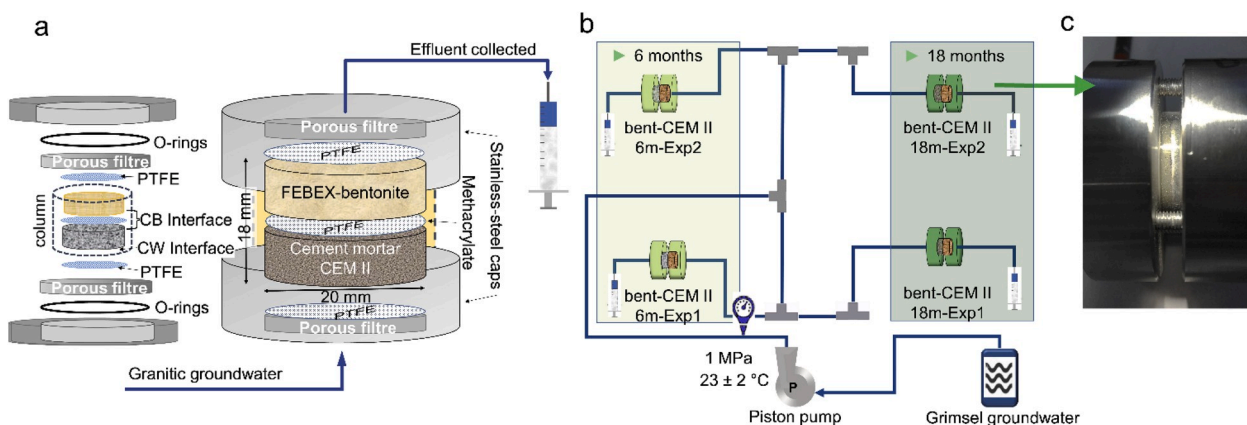 a
Effluent collected
O-rings
Porous filtre
PTFE
column
CB Interface
CW Interface
PTFE
Porous filtre
O-rings
Granitic groundwater
Porous filtre
PTFE
FEBEX-bentonite
18 mm
PTFE
Cement mortar
CEM II
20 mm
PTFE
Porous filtre
Stainless-steel caps
Methacrylate
b
6 months
bent-CEM II
6m-Exp2
bent-CEM II
6m-Exp1
18 months
bent-CEM II
18m-Exp2
bent-CEM II
18m-Exp1
1 MPa
23 ± 2 °C
P
Piston pump
Grimsel groundwater
c